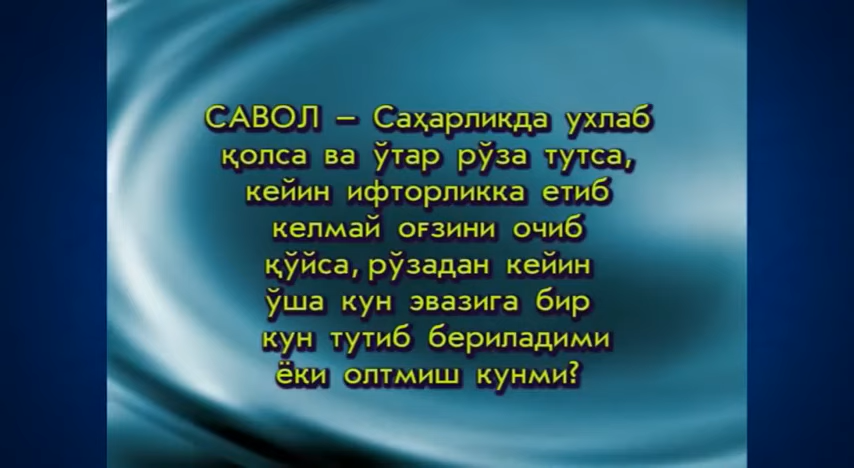 САВОЛ – Саҳарликда ухлаб
қолса ва ўтар рўза тутса,
кейин ифторликка етиб
келмай оғзини очиб
қўйса, рўзадан кейин
ўша кун эвазига бир
кун тутиб бериладими
ёки олтмиш кунми?